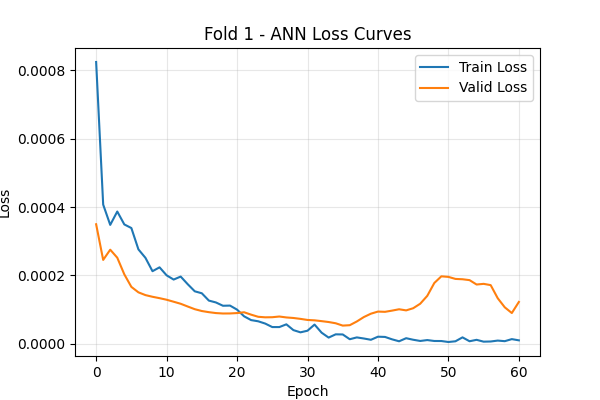 Fold 1 - ANN Loss Curves
Train Loss
Valid Loss
Loss
0.0008
0.0006
0.0004
0.0002
0.0000
0 10 20 30 40 50 60
Epoch